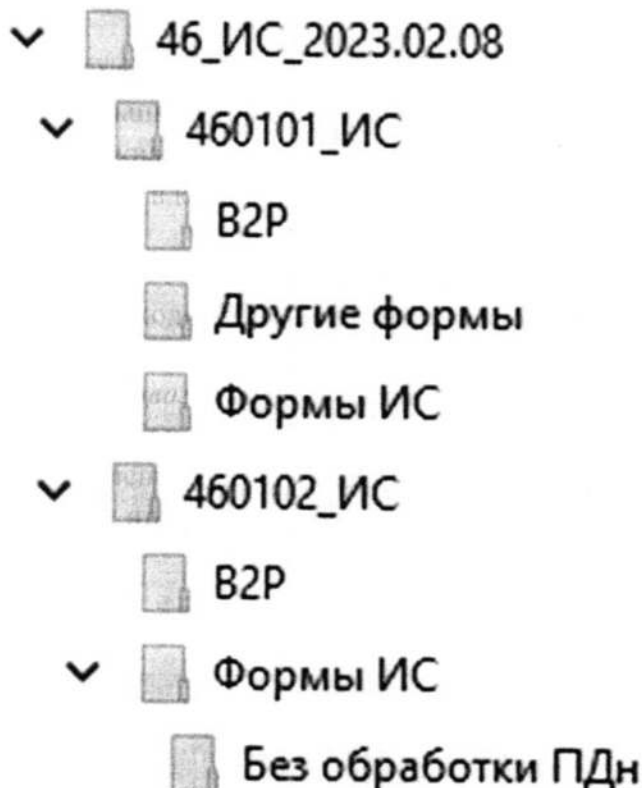 46_ИС_2023.02.08
460101_ИС
B2P
Другие формы
Формы ИС
460102_ИС
B2P
Формы ИС
Без обработки ПДн